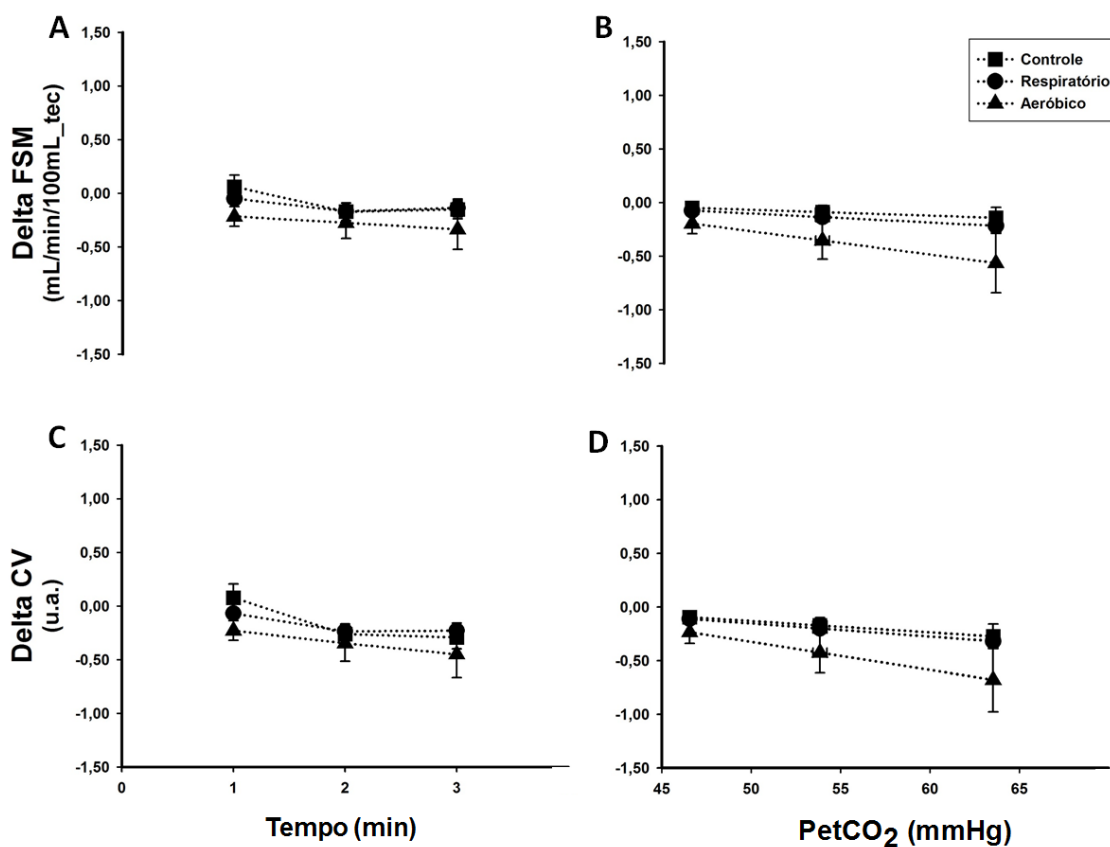 A
1,50
1,00
0,50
0,00
-0,50
-1,00
-1,50
Delta FSM
(mL/min/100mL_tec)
B
1,50
1,00
0,50
0,00
-0,50
-1,00
-1,50
Controle
Respiratório
Aeróbico
C
1,50
1,00
0,50
0,00
-0,50
-1,00
-1,50
Delta CV
(u.a.)
0 1 2 3
Tempo (min)
D
1,50
1,00
0,50
0,00
-0,50
-1,00
-1,50
45 50 55 60 65
PetCO2 (mmHg)